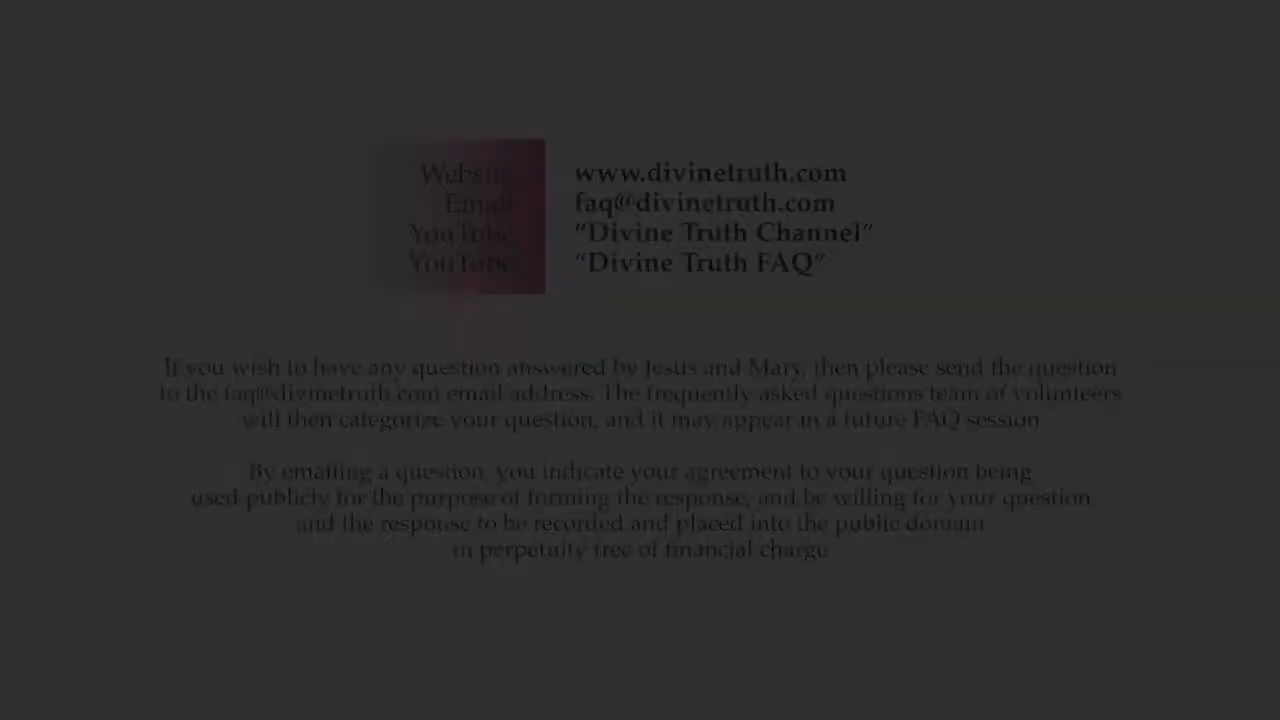 Website www.divinetruth.com
Email faq@divinetruth.com
YouTube "Divine Truth Channel"
YouTube "Divine Truth FAQ"
If you wish to have any question answered by Jesus and Mary, then please send the question
to the faq@divinetruth.com email address. The frequently asked questions team of volunteers
will then categorize your question, and it may appear in a future FAQ session
By emailing a question, you indicate your agreement to your question being
used publicly for the purpose of forming the response, and be willing for your question
and the response to be recorded and placed into the public domain
in perpetuity free of financial charge